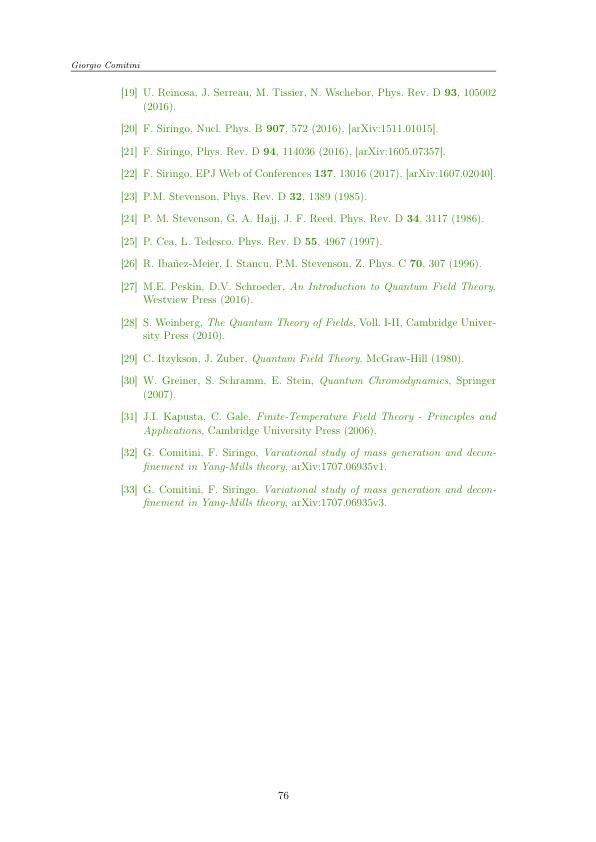 Giorgio Comitini
[19] U. Reinosa, J. Serreau, M. Tissier, N. Wschebor, Phys. Rev. D 93, 105002
(2016).
[20] F. Siringo, Nucl. Phys. B 907, 572 (2016), [arXiv:1511.01015].
[21] F. Siringo, Phys. Rev. D 94, 114036 (2016), [arXiv:1605.07357].
[22] F. Siringo, EPJ Web of Conferences 137, 13016 (2017), [arXiv:1607.02040].
[23] P.M. Stevenson, Phys. Rev. D 32, 1389 (1985).
[24] P. M. Stevenson, G. A. Hajj, J. F. Reed, Phys. Rev. D 34, 3117 (1986).
[25] P. Cea, L. Tedesco, Phys. Rev. D 55, 4967 (1997).
[26] R. Ibañez-Meier, I. Stancu, P.M. Stevenson, Z. Phys. C 70, 307 (1996).
[27] M.E. Peskin, D.V. Schroeder, An Introduction to Quantum Field Theory,
Westview Press (2016).
[28] S. Weinberg, The Quantum Theory of Fields, Voll. I-II, Cambridge Univer-
sity Press (2010).
[29] C. Itzykson, J. Zuber, Quantum Field Theory, McGraw-Hill (1980).
[30] W. Greiner, S. Schramm, E. Stein, Quantum Chromodynamics, Springer
(2007).
[31] J.I. Kapusta, C. Gale, Finite-Temperature Field Theory - Principles and
Applications, Cambridge University Press (2006).
[32] G. Comitini, F. Siringo, Variational study of mass generation and decon-
finement in Yang-Mills theory, arXiv:1707.06935v1.
[33] G. Comitini, F. Siringo, Variational study of mass generation and decon-
finement in Yang-Mills theory, arXiv:1707.06935v3.
76